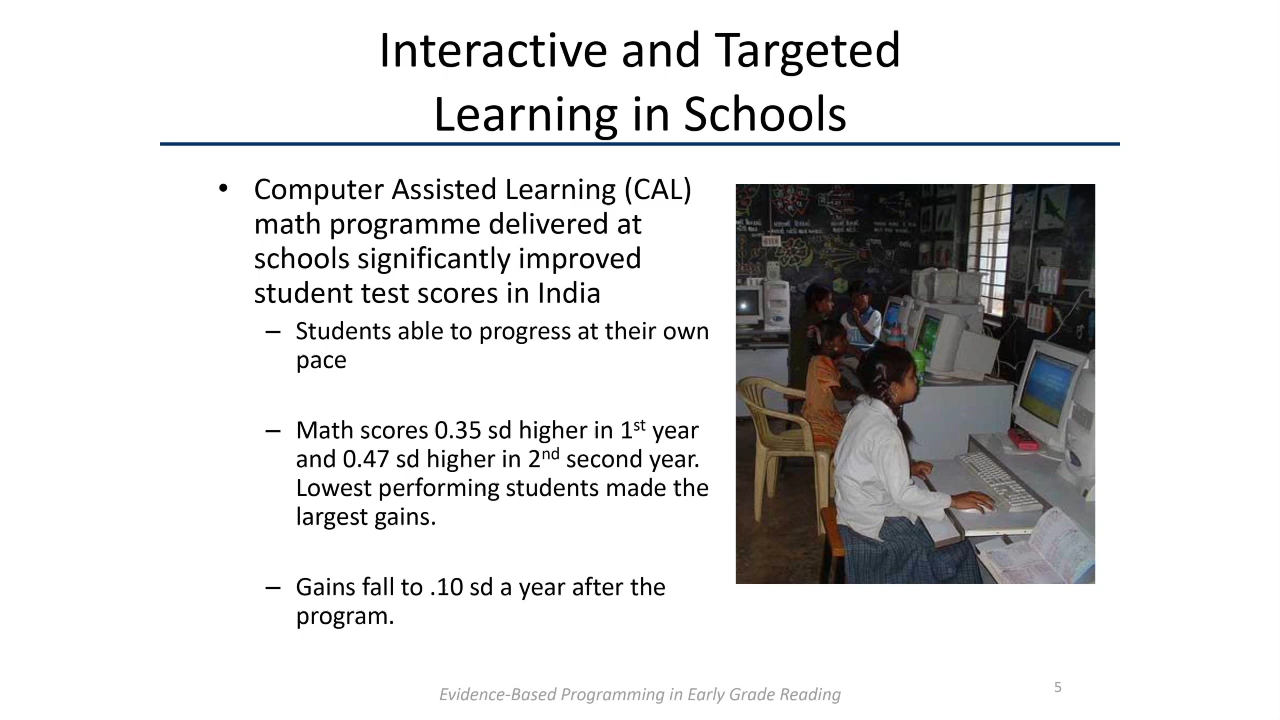 Interactive and Targeted
Learning in Schools
• Computer Assisted Learning (CAL)
math programme delivered at
schools significantly improved
student test scores in India
– Students able to progress at their own
pace
– Math scores 0.35 sd higher in 1st year
and 0.47 sd higher in 2nd second year.
Lowest performing students made the
largest gains.
– Gains fall to .10 sd a year after the
program.
Evidence-Based Programming in Early Grade Reading
5